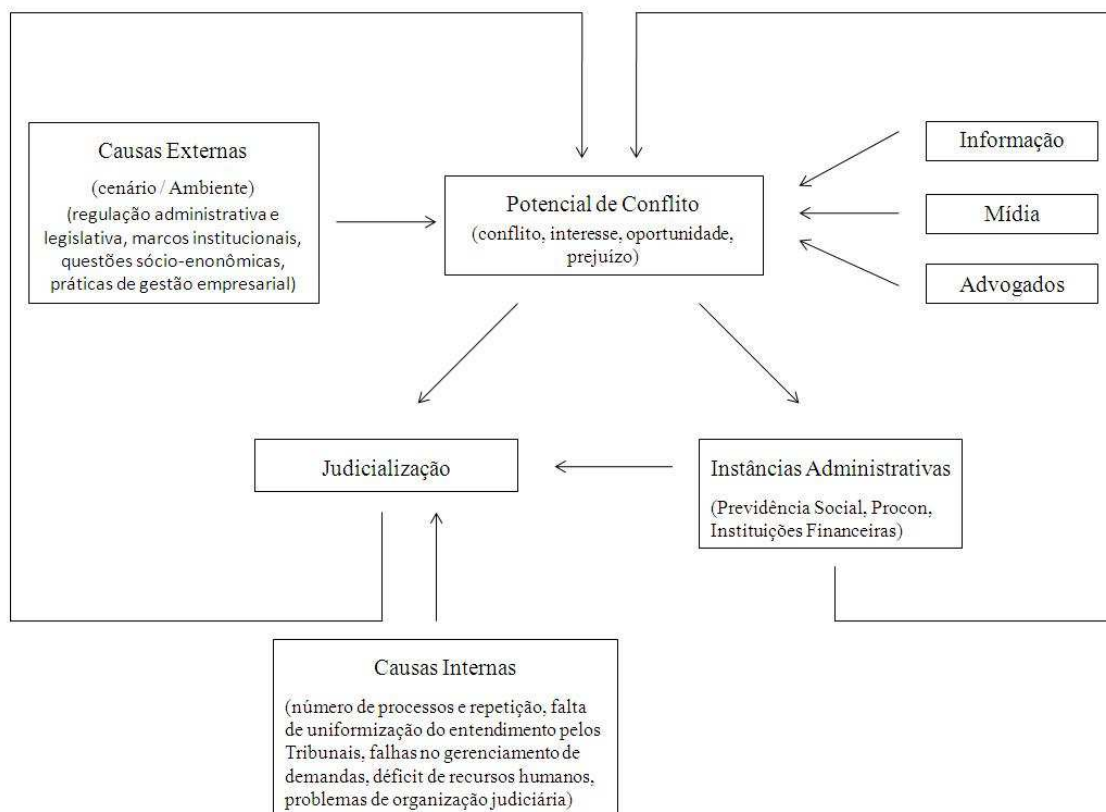 Causas Externas
(cenário / Ambiente)
(regulação administrativa e
legislativa, marcos institucionais,
questões sócio-enonômicas,
práticas de gestão empresarial)
Potencial de Conflito
(conflito, interesse, oportunidade,
prejuízo)
Informação
Mídia
Advogados
Judicialização
Instâncias Administrativas
(Previdência Social, Procon,
Instituições Financeiras)
Causas Internas
(número de processos e repetição, falta
de uniformização do entendimento pelos
Tribunais, falhas no gerenciamento de
demandas, déficit de recursos humanos,
problemas de organização judiciária)